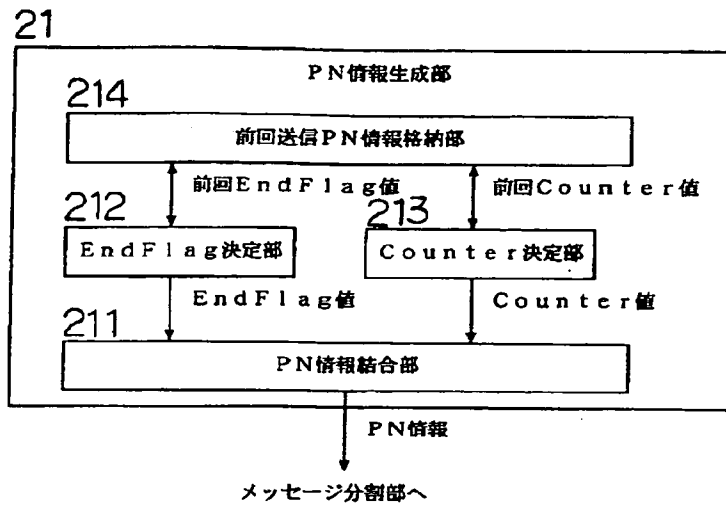 21
PN情報生成部
214
前回送信PN情報格納部
前回EndFlag値
前回Counter値
212
213
EndFlag決定部
Counter決定部
EndFlag値
Counter値
211
PN情報結合部
PN情報
メッセージ分割部へ